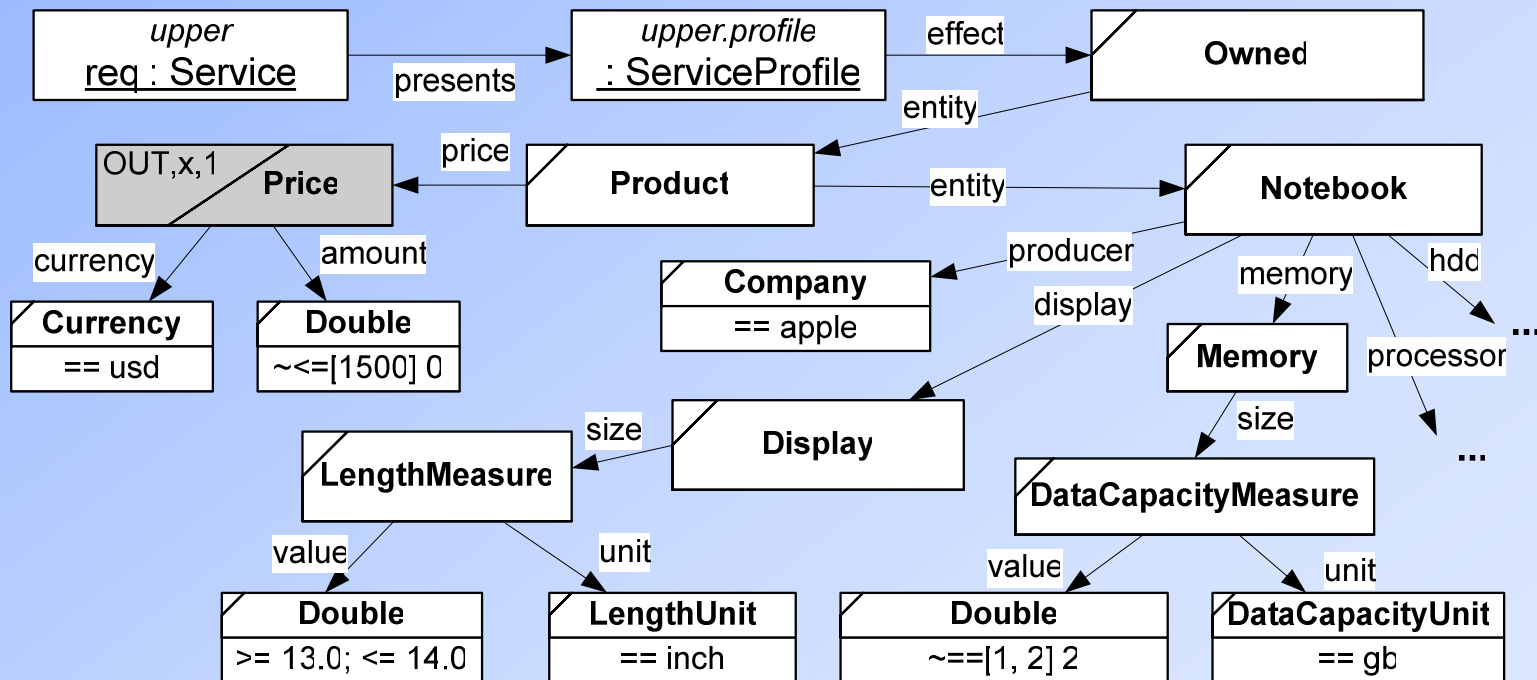 upper
req : Service
presents
upper.profile
: ServiceProfile
effect
Owned
entity
OUT,x,1
Price
price
Product
entity
Notebook
currency
amount
producer
memory
hdd
Currency
== usd
Double
~<=[1500] 0
Company
== apple
display
Memory
processor
...
size
Display
size
...
LengthMeasure
DataCapacityMeasure
value
unit
value
unit
Double
>= 13.0; <= 14.0
LengthUnit
== inch
Double
~==[1, 2] 2
DataCapacityUnit
== gb